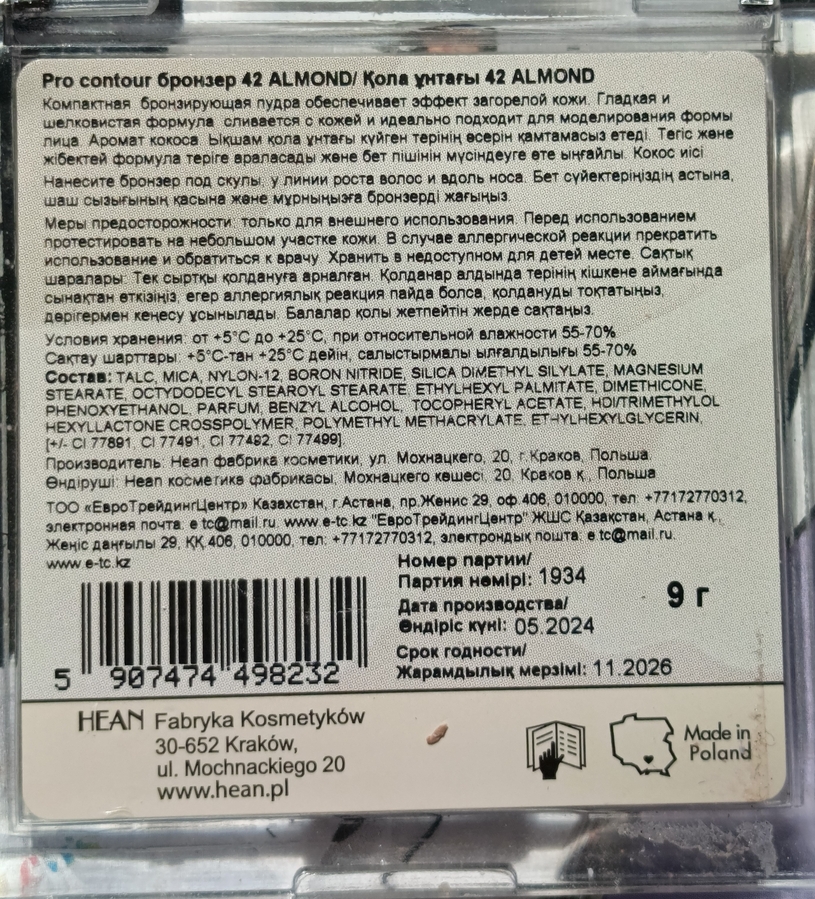 Pro contour бронзер 42 ALMOND/ Қола ұнтағы 42 ALMOND
Компактная бронзирующая пудра обеспечивает эффект загорелой кожи. Гладкая и
шелковистая формула сливается с кожей и идеально подходит для моделирования формы
лица. Аромат кокоса. Ықшам қола ұнтағы күйген терінің әсерін қамтамасыз етеді. Тегіс және
жібектей формула теріге араласады және бет пішінін мүсіндеуге өте ыңғайлы. Кокос иісі.
Нанесите бронзер под скулы, у линии роста волос и вдоль носа. Бет сүйектеріңіздің астына,
шаш сызығының қасына және мұрныңызға бронзерді жағыңыз.
Меры предосторожности: только для внешнего использования. Перед использованием
протестировать на небольшом участке кожи. В случае аллергической реакции прекратить
использование и обратиться к врачу. Хранить в недоступном для детей месте. Сақтық
шаралары: Тек сыртқы қолдануға арналған. Қолданар алдында терінің кішкене аймағында
сынақтан өткізіңіз, егер аллергиялық реакция пайда болса, қолдануды тоқтатыңыз,
дәрігермен кеңесу ұсынылады. Балалар қолы жетпейтін жерде сақтаңыз.
Условия хранения: от +5°C до +25°C, при относительной влажности 55-70%
Сақтау шарттары: +5°C-тан +25°C дейін, салыстырмалы ылғалдылығы 55-70%
Состав: TALC, MICA, NYLON-12, BORON NITRIDE, SILICA DIMETHYL SILYLATE, MAGNESIUM
STEARATE, OCTYDODECYL STEAROYL STEARATE, ETHYLHEXYL PALMITATE, DIMETHICONE,
PHENOXYETHANOL, PARFUM, BENZYL ALCOHOL, TOCOPHERYL ACETATE, HDI/TRIMETHYLOL
HEXYLLACTONE CROSSPOLYMER, POLYMETHYL METHACRYLATE, ETHYLHEXYLGLYCERIN,
[+/- CI 77891, CI 77491, CI 77492, CI 77499].
Производитель: Hean фабрика косметики, ул. Мохнацкего, 20, г.Краков, Польша.
Өндіруші: Hean косметика фабрикасы, Мохнацкего көшесі, 20, Краков қ., Польша
ТОО «ЕвроТрейдингЦентр» Казахстан, г.Астана, пр.Женис 29, оф.406, 010000, тел: +77172770312,
электронная почта: e.tc@mail.ru. www.e-tc.kz "ЕвроТрейдингЦентр" ЖШС Қазақстан, Астана қ.,
Жеңіс даңғылы 29, ҚҚ.406, 010000, тел: +77172770312, электрондық пошта: e.tc@mail.ru.
www.e-tc.kz
Номер партии/
Партия нөмірі: 1934
9 г
Дата производства/
Өндіріс күні: 05.2024
Срок годности/
Жарамдылық мерзімі: 11.2026
5 907474 498232
HEAN Fabryka Kosmetyków
30-652 Kraków,
ul. Mochnackiego 20
www.hean.pl
Made in
Poland